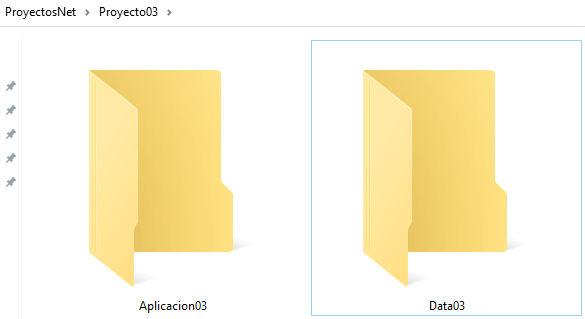 ProyectosNet > Proyecto03 >
Aplicacion03
Data03